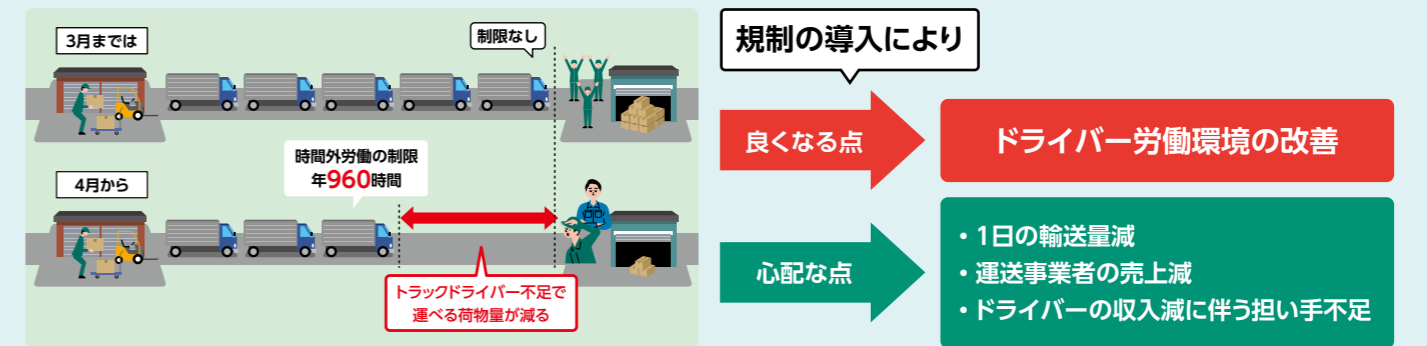 3月までは
制限なし
4月から
時間外労働の制限
年960時間
トラックドライバー不足で
運べる荷物量が減る
規制の導入により
良くなる点
ドライバー労働環境の改善
心配な点
・1日の輸送量減
・運送事業者の売上減
・ドライバーの収入減に伴う担い手不足